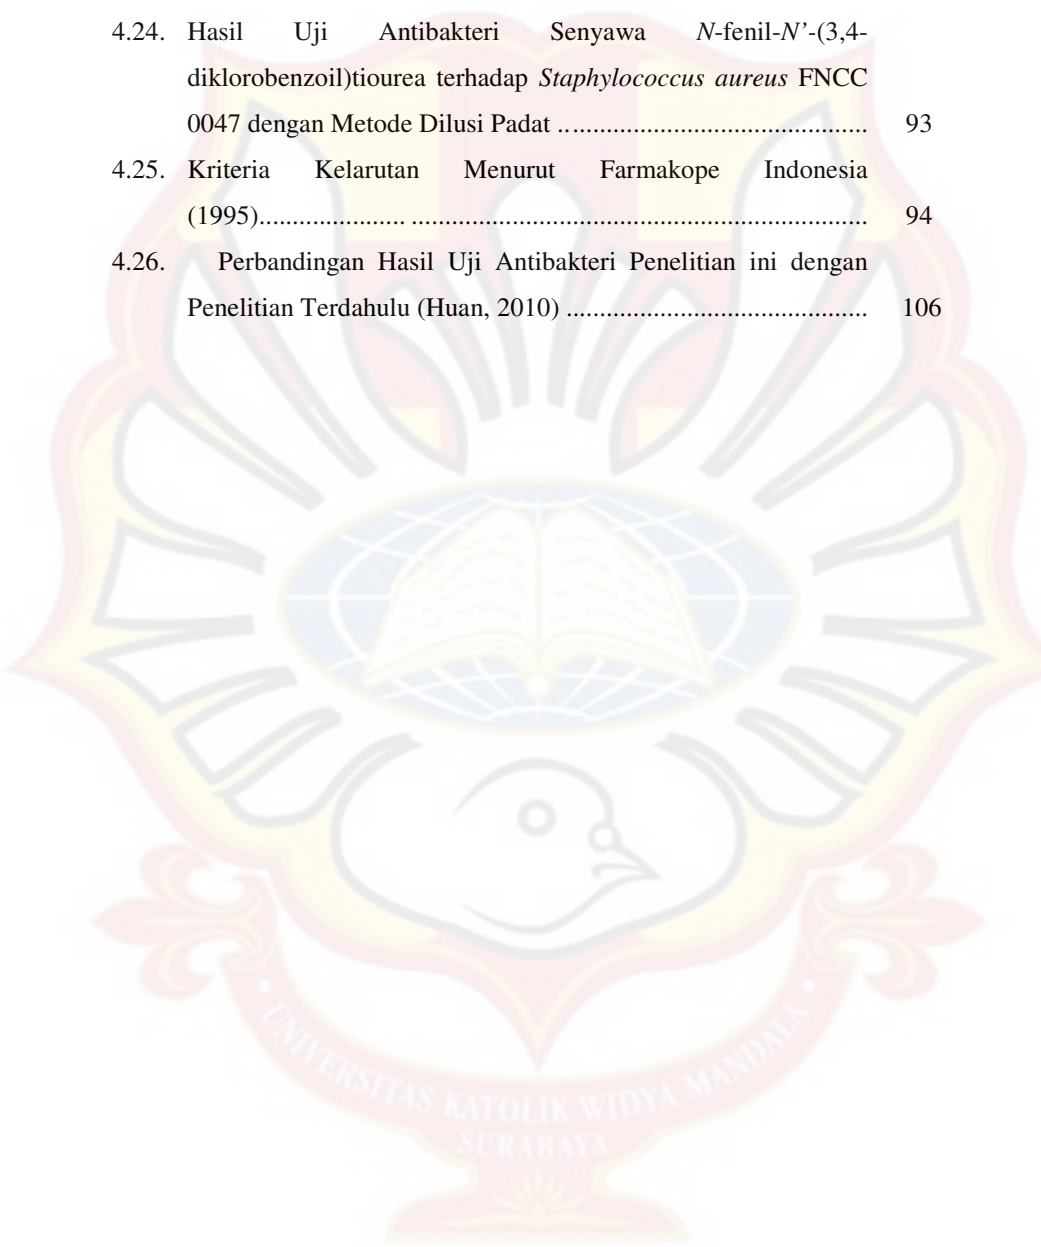 4.24. Hasil Uji Antibakteri Senyawa N-fenil-N’-(3,4-
diklorobenzoil)tiourea terhadap Staphylococcus aureus FNCC
0047 dengan Metode Dilusi Padat ............................................. 93
4.25. Kriteria Kelarutan Menurut Farmakope Indonesia
(1995)...................... ..................................................................... 94
4.26. Perbandingan Hasil Uji Antibakteri Penelitian ini dengan
Penelitian Terdahulu (Huan, 2010) ............................................. 106
UNIVERSITAS KATOLIK WIDYA MANDALA
SURABAYA